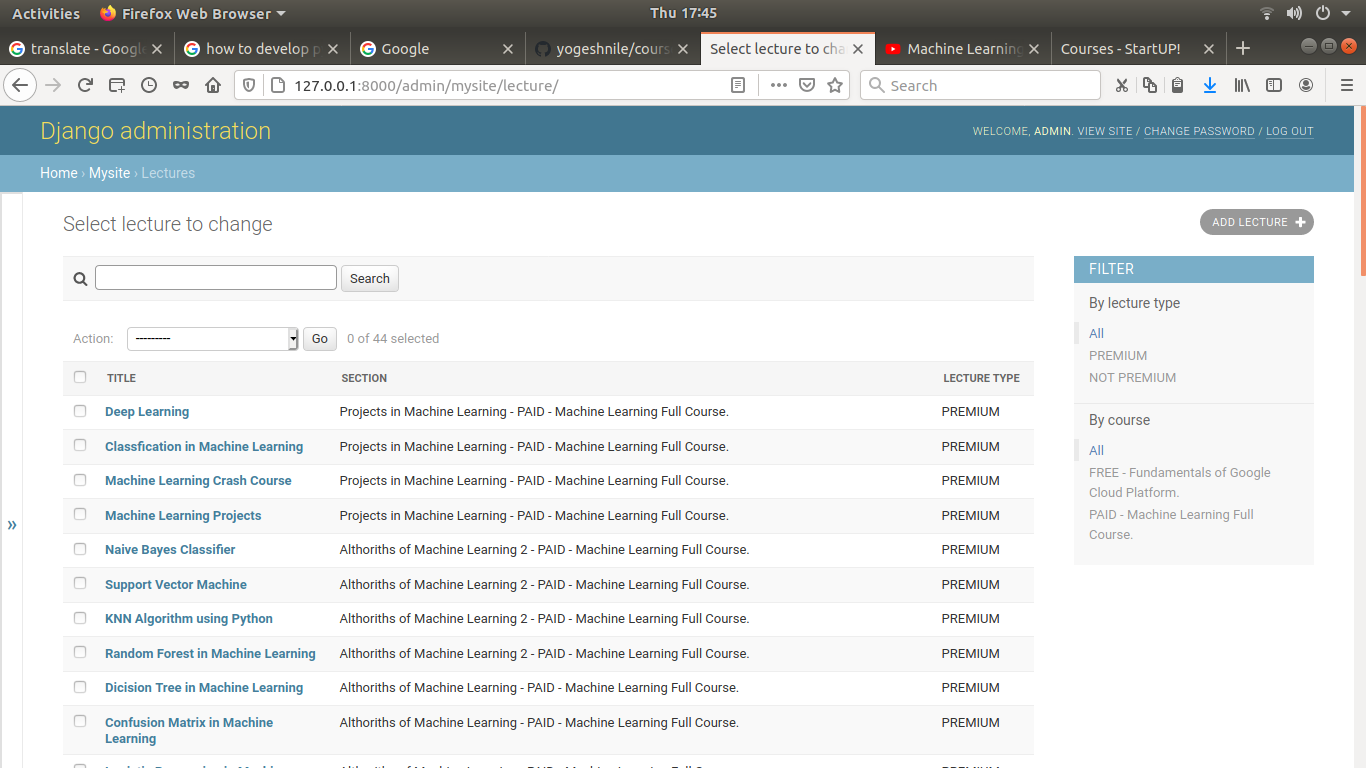 Activities Firefox Web Browser Thu 17:45
translate - Google how to develop p Google yogeshnile/cours Select lecture to cha Machine Learning Courses - StartUP!
127.0.0.1:8000/admin/mysite/lecture/ Search
Django administration
WELCOME, ADMIN. VIEW SITE / CHANGE PASSWORD / LOG OUT
Home › Mysite › Lectures
Select lecture to change
ADD LECTURE +
Search
Action: --------- Go 0 of 44 selected
TITLE SECTION LECTURE TYPE
Deep Learning Projects in Machine Learning - PAID - Machine Learning Full Course. PREMIUM
Classfication in Machine Learning Projects in Machine Learning - PAID - Machine Learning Full Course. PREMIUM
Machine Learning Crash Course Projects in Machine Learning - PAID - Machine Learning Full Course. PREMIUM
Machine Learning Projects Projects in Machine Learning - PAID - Machine Learning Full Course. PREMIUM
Naive Bayes Classifier Althoriths of Machine Learning 2 - PAID - Machine Learning Full Course. PREMIUM
Support Vector Machine Althoriths of Machine Learning 2 - PAID - Machine Learning Full Course. PREMIUM
KNN Algorithm using Python Althoriths of Machine Learning 2 - PAID - Machine Learning Full Course. PREMIUM
Random Forest in Machine Learning Althoriths of Machine Learning 2 - PAID - Machine Learning Full Course. PREMIUM
Dicision Tree in Machine Learning Althoriths of Machine Learning - PAID - Machine Learning Full Course. PREMIUM
Confusion Matrix in Machine Althoriths of Machine Learning - PAID - Machine Learning Full Course. PREMIUM
Learning
»
FILTER
By lecture type
All
PREMIUM
NOT PREMIUM
By course
All
FREE - Fundamentals of Google
Cloud Platform.
PAID - Machine Learning Full
Course.